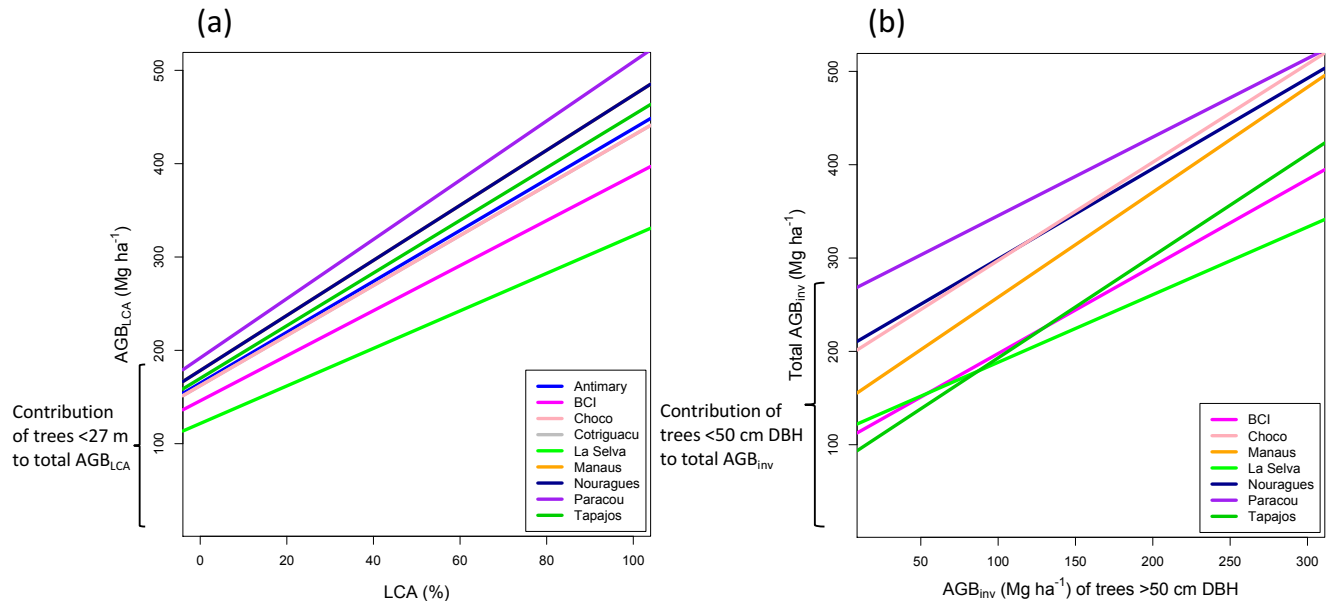 (a)
500
400
300
200
100
AGB_LCA (Mg ha⁻¹)
Contribution
of trees <27 m
to total AGB_LCA
Antimary
BCI
Choco
Cotriguacu
La Selva
Manaus
Nouragues
Paracou
Tapajos
0 20 40 60 80 100
LCA (%)
(b)
500
400
300
200
100
Total AGB_inv (Mg ha⁻¹)
Contribution of
trees <50 cm DBH
to total AGB_inv
BCI
Choco
Manaus
La Selva
Nouragues
Paracou
Tapajos
50 100 150 200 250 300
AGB_inv (Mg ha⁻¹) of trees >50 cm DBH